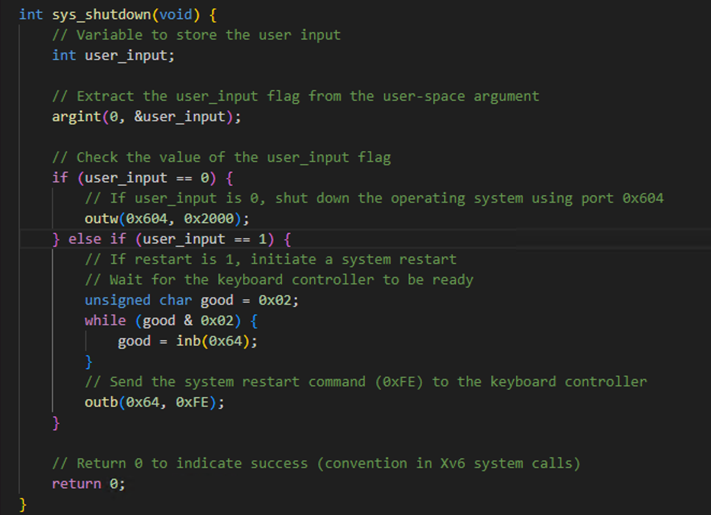 int sys_shutdown(void) {
    // Variable to store the user input
    int user_input;

    // Extract the user_input flag from the user-space argument
    argint(0, &user_input);

    // Check the value of the user_input flag
    if (user_input == 0) {
        // If user_input is 0, shut down the operating system using port 0x604
        outw(0x604, 0x2000);
    } else if (user_input == 1) {
        // If restart is 1, initiate a system restart
        // Wait for the keyboard controller to be ready
        unsigned char good = 0x02;
        while (good & 0x02) {
            good = inb(0x64);
        }
        // Send the system restart command (0xFE) to the keyboard controller
        outb(0x64, 0xFE);
    }

    // Return 0 to indicate success (convention in Xv6 system calls)
    return 0;
}